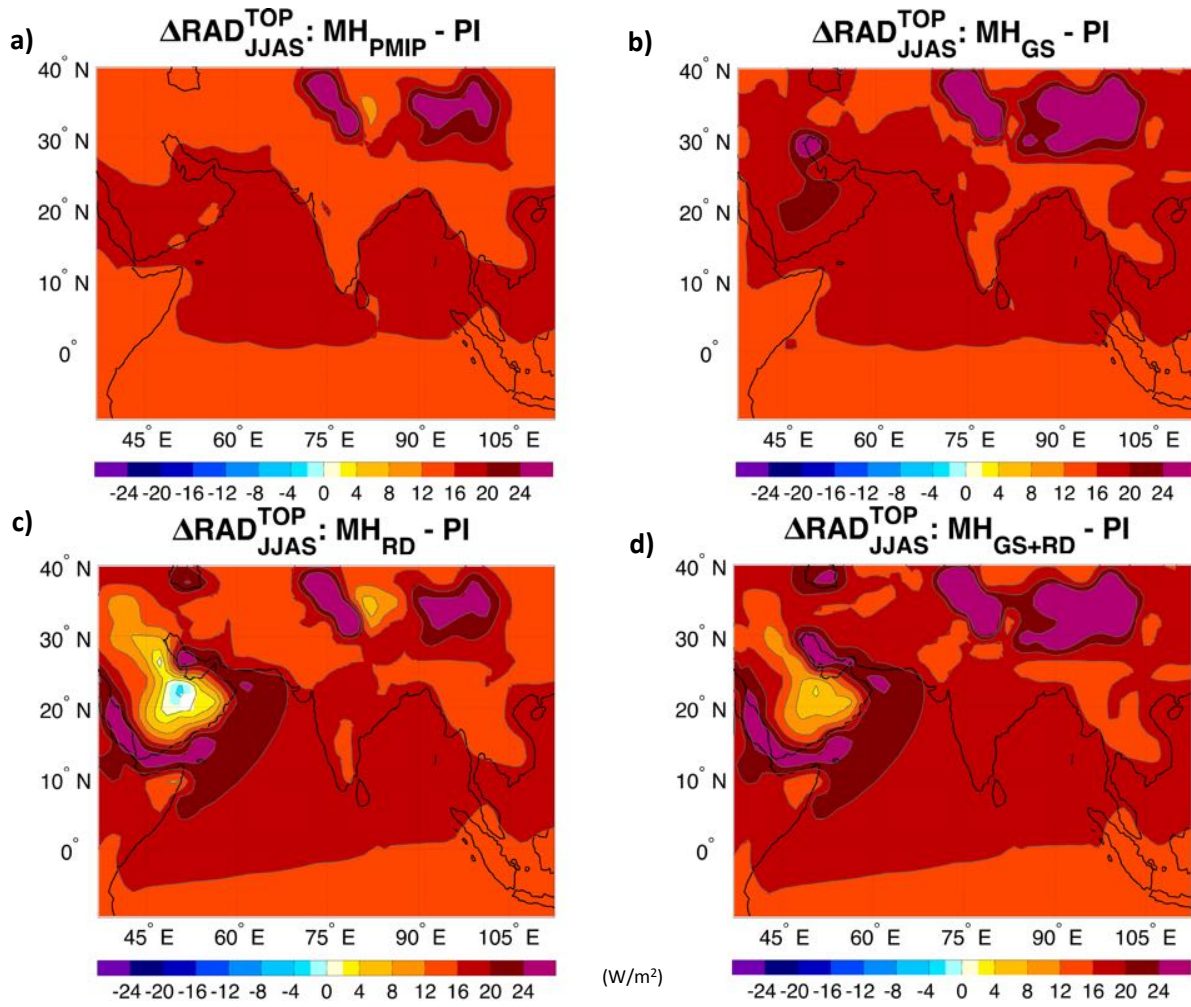 a)
ΔRAD^TOP_JJAS: MH_PMIP - PI
40° N
30° N
20° N
10° N
0°
45° E 60° E 75° E 90° E 105° E
-24 -20 -16 -12 -8 -4 0 4 8 12 16 20 24
b)
ΔRAD^TOP_JJAS: MH_GS - PI
40° N
30° N
20° N
10° N
0°
45° E 60° E 75° E 90° E 105° E
-24 -20 -16 -12 -8 -4 0 4 8 12 16 20 24
c)
ΔRAD^TOP_JJAS: MH_RD - PI
40° N
30° N
20° N
10° N
0°
45° E 60° E 75° E 90° E 105° E
-24 -20 -16 -12 -8 -4 0 4 8 12 16 20 24
d)
ΔRAD^TOP_JJAS: MH_GS+RD - PI
40° N
30° N
20° N
10° N
0°
45° E 60° E 75° E 90° E 105° E
-24 -20 -16 -12 -8 -4 0 4 8 12 16 20 24
(W/m²)